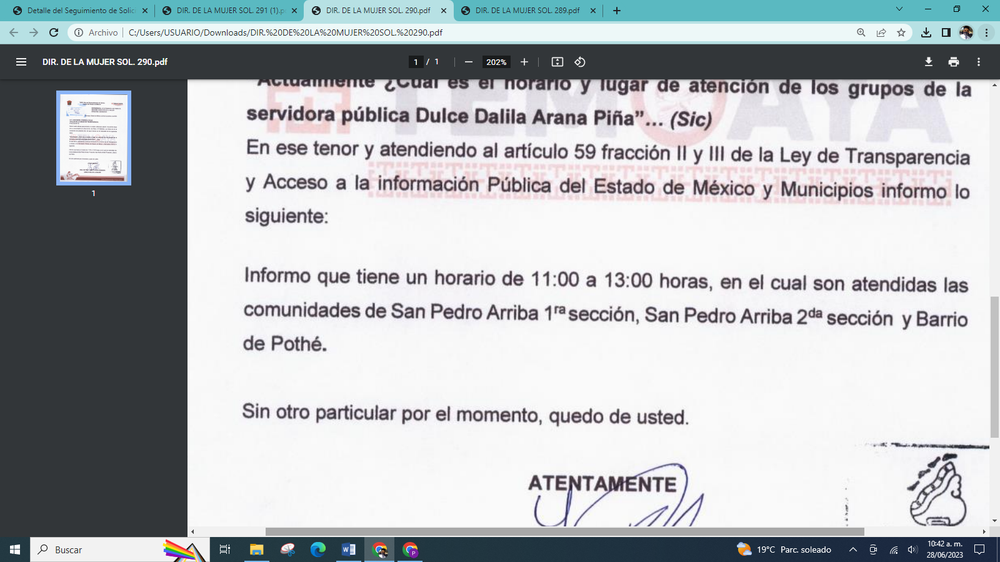 Detalle del Seguimiento de Solici
DIR. DE LA MUJER SOL. 291 (1).p
DIR. DE LA MUJER SOL. 290.pdf
DIR. DE LA MUJER SOL. 289.pdf
Archivo
C:/Users/USUARIO/Downloads/DIR.%20DE%20LA%20MUJER%20SOL.%20290.pdf
DIR. DE LA MUJER SOL. 290.pdf
1 / 1
202%
1
TEMOAYA
"Actualmente ¿Cuál es el horario y lugar de atención de los grupos de la
servidora pública Dulce Dalila Arana Piña"... (Sic)
En ese tenor y atendiendo al artículo 59 fracción II y III de la Ley de Transparencia
y Acceso a la información Pública del Estado de México y Municipios informo lo
siguiente:
Informo que tiene un horario de 11:00 a 13:00 horas, en el cual son atendidas las
comunidades de San Pedro Arriba 1ra sección, San Pedro Arriba 2da sección y Barrio
de Pothé.
Sin otro particular por el momento, quedo de usted.
ATENTAMENTE
Buscar
19°C Parc. soleado
10:42 a. m.
28/06/2023